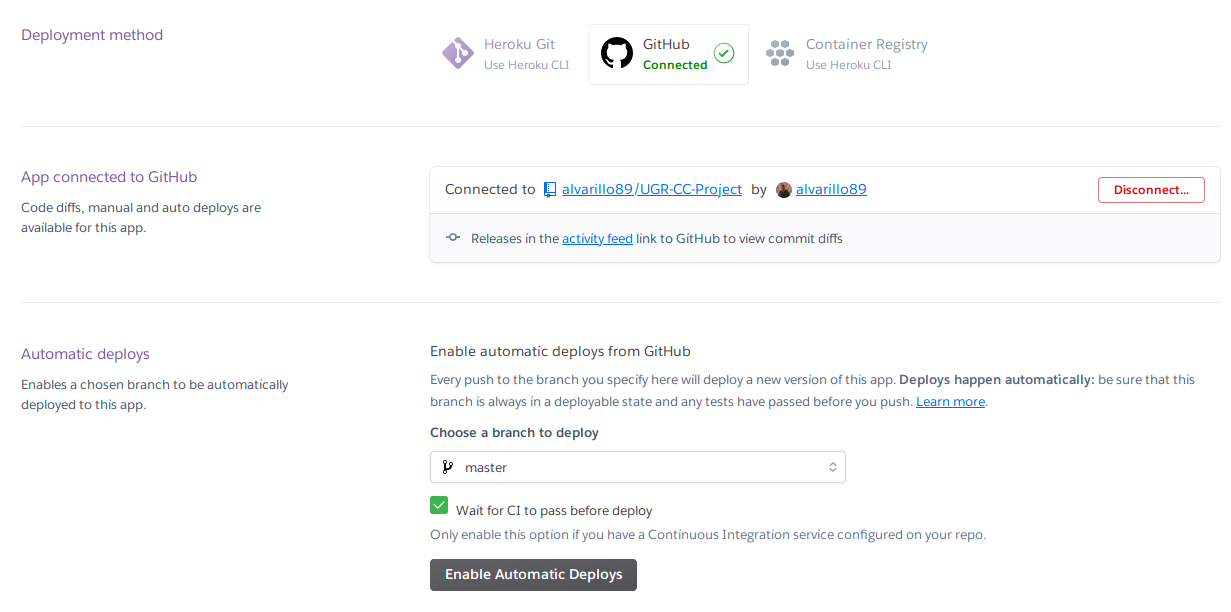 Deployment method
Heroku Git
Use Heroku CLI
GitHub
Connected
Container Registry
Use Heroku CLI
App connected to GitHub
Code diffs, manual and auto deploys are
available for this app.
Connected to alvarillo89/UGR-CC-Project by alvarillo89
Disconnect...
Releases in the activity feed link to GitHub to view commit diffs
Automatic deploys
Enables a chosen branch to be automatically
deployed to this app.
Enable automatic deploys from GitHub
Every push to the branch you specify here will deploy a new version of this app. Deploys happen automatically: be sure that this
branch is always in a deployable state and any tests have passed before you push. Learn more.
Choose a branch to deploy
master
Wait for CI to pass before deploy
Only enable this option if you have a Continuous Integration service configured on your repo.
Enable Automatic Deploys